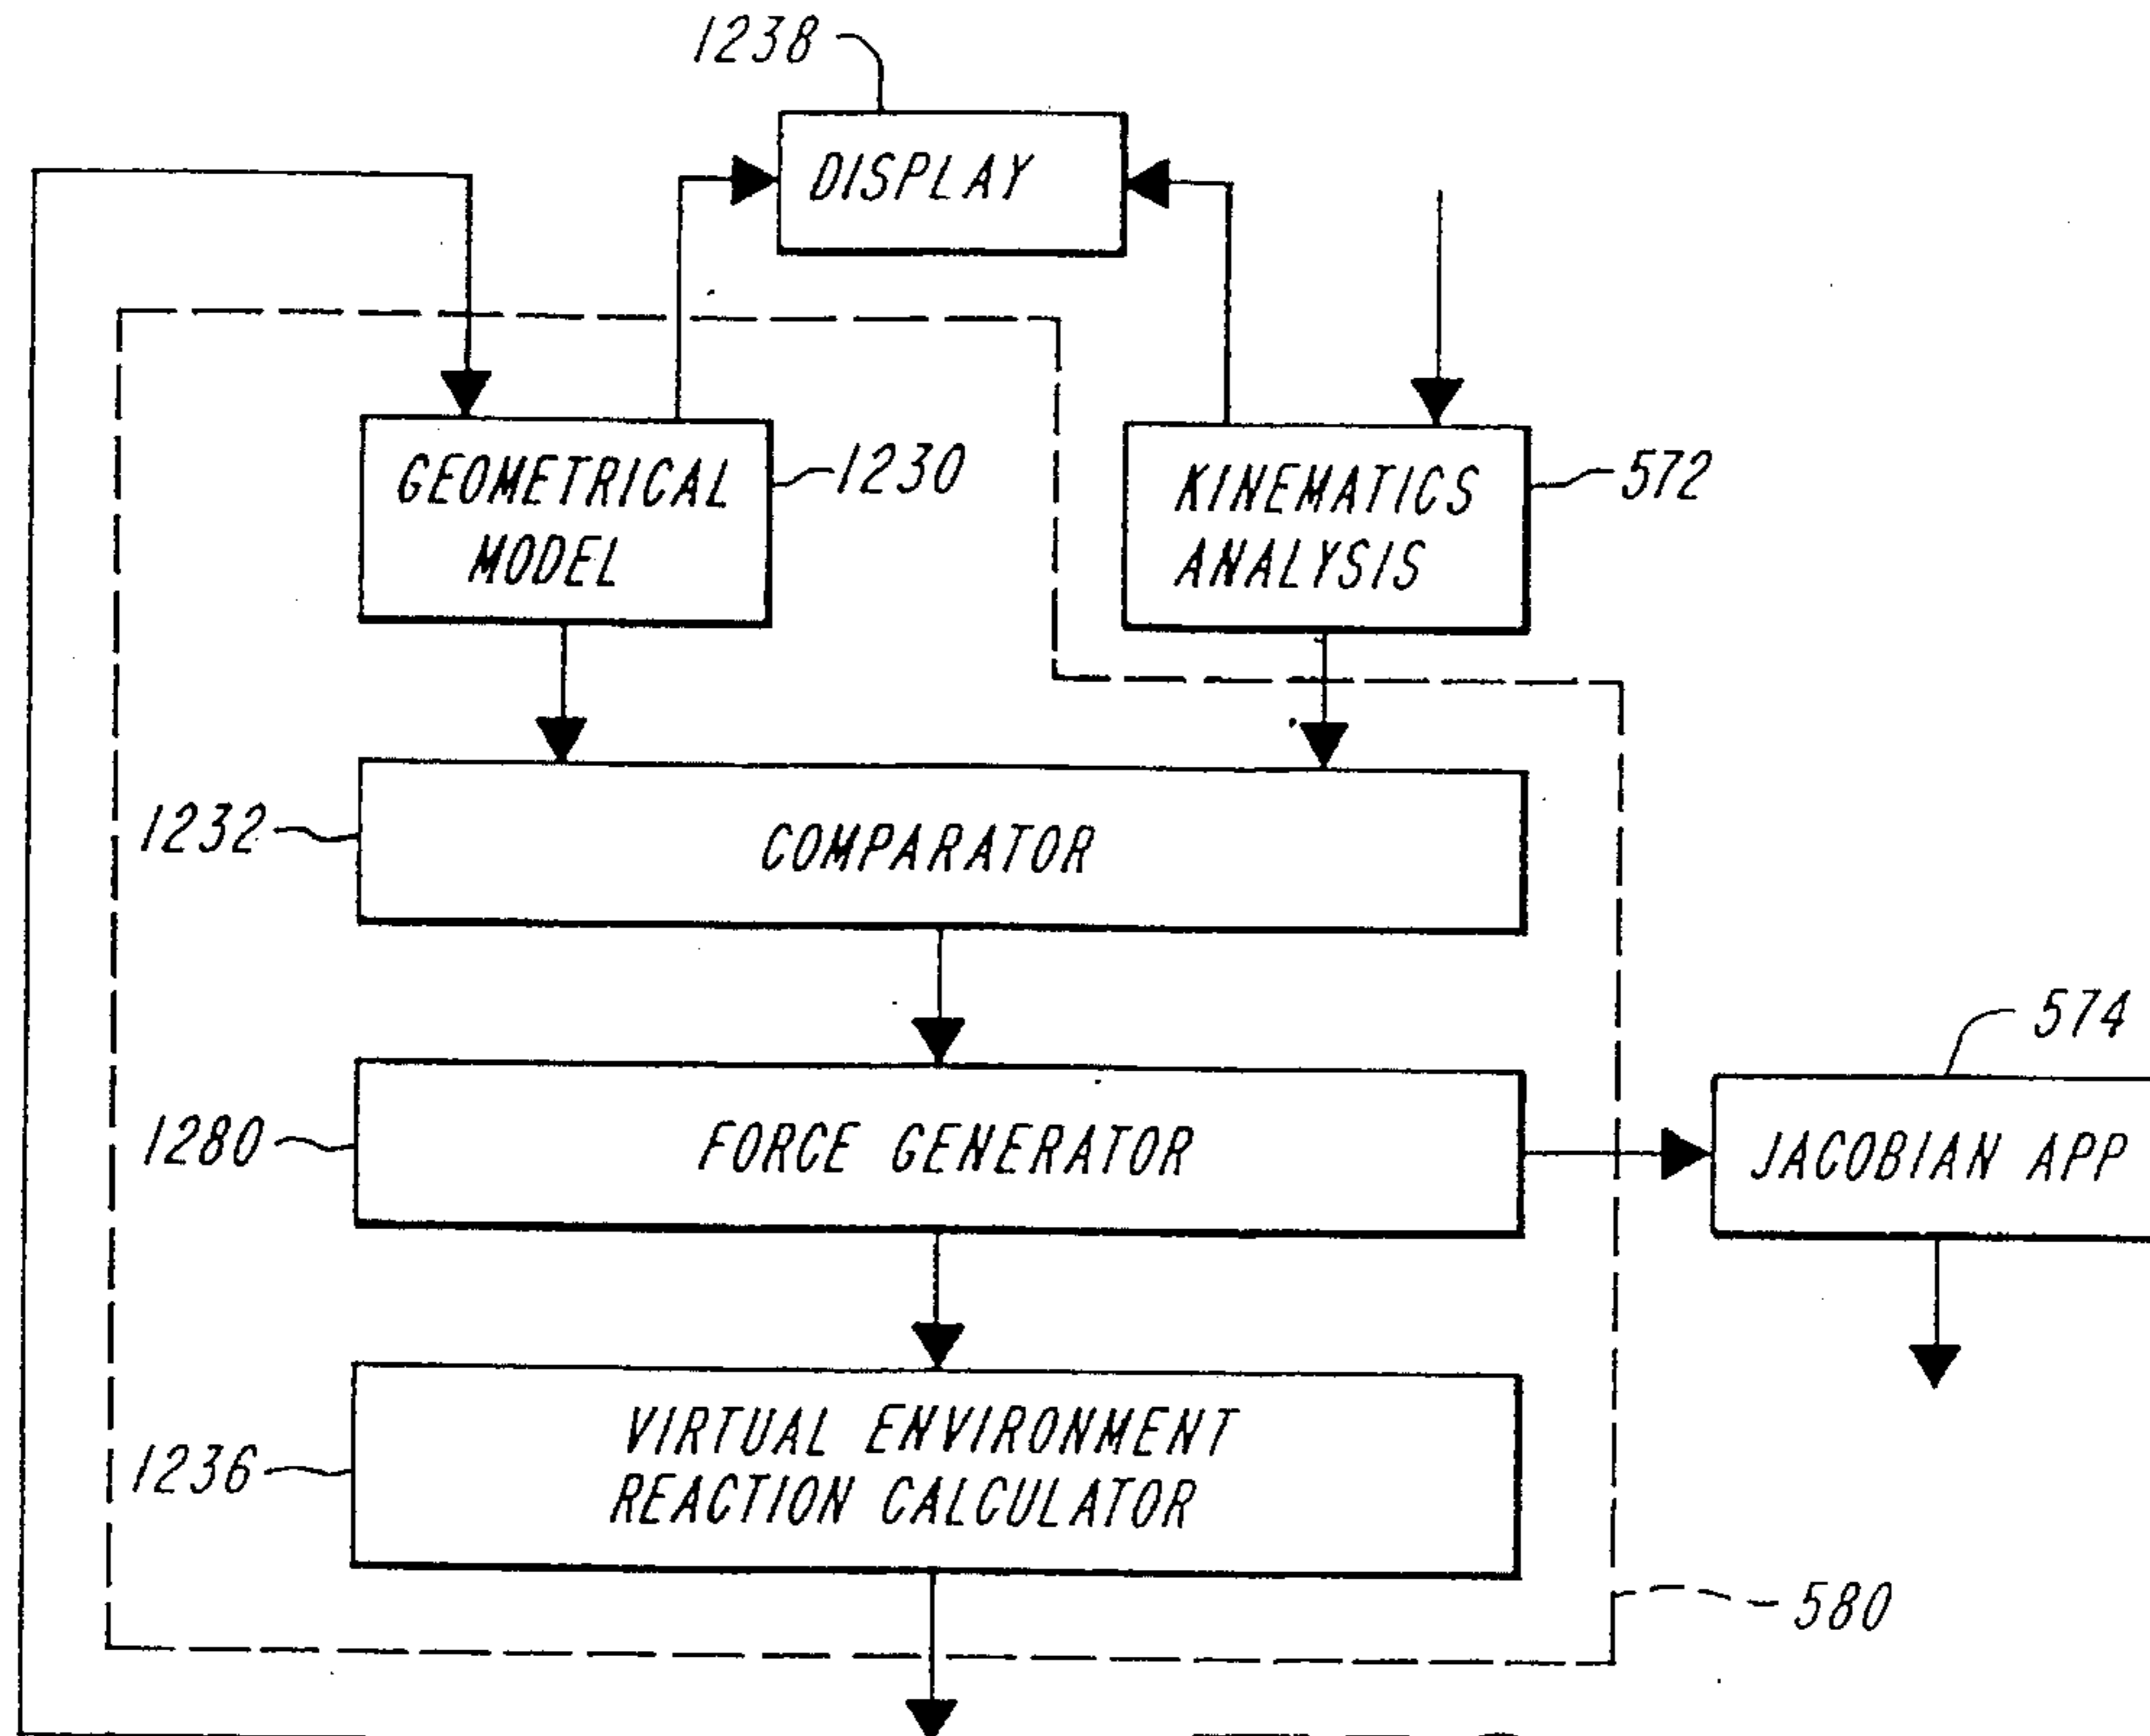 1238
DISPLAY
GEOMETRICAL
MODEL
1230
KINEMATICS
ANALYSIS
572
1232
COMPARATOR
574
1280
FORCE GENERATOR
JACOBIAN APP
1236
VIRTUAL ENVIRONMENT
REACTION CALCULATOR
580